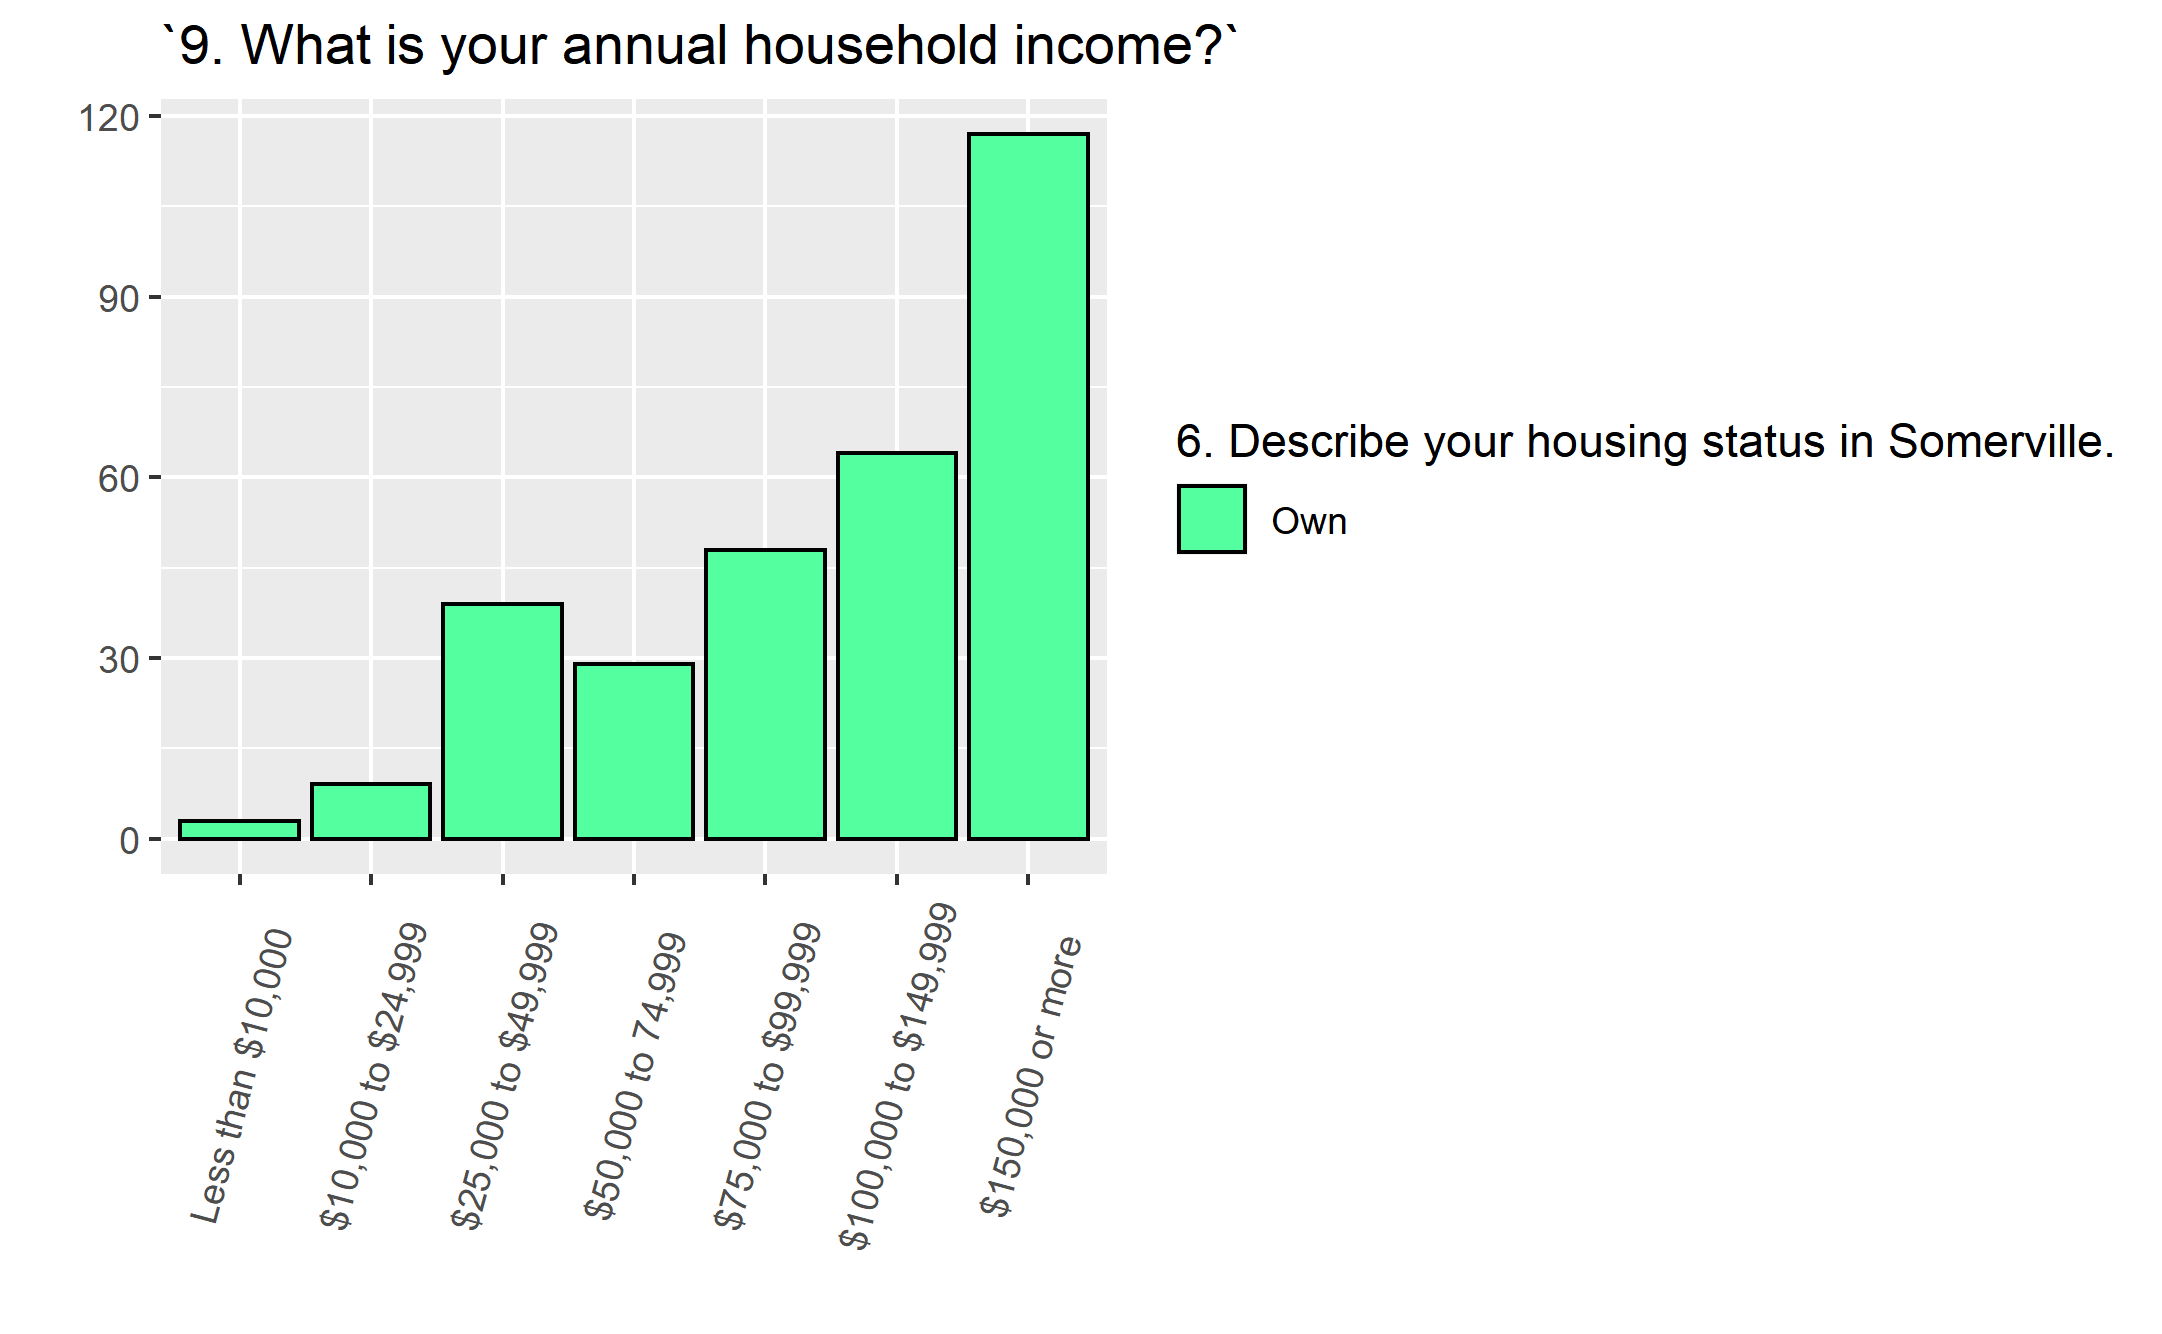 `9. What is your annual household income?`
120
90
60
30
0
Less than $10,000
$10,000 to $24,999
$25,000 to $49,999
$50,000 to 74,999
$75,000 to $99,999
$100,000 to $149,999
$150,000 or more
6. Describe your housing status in Somerville.
Own